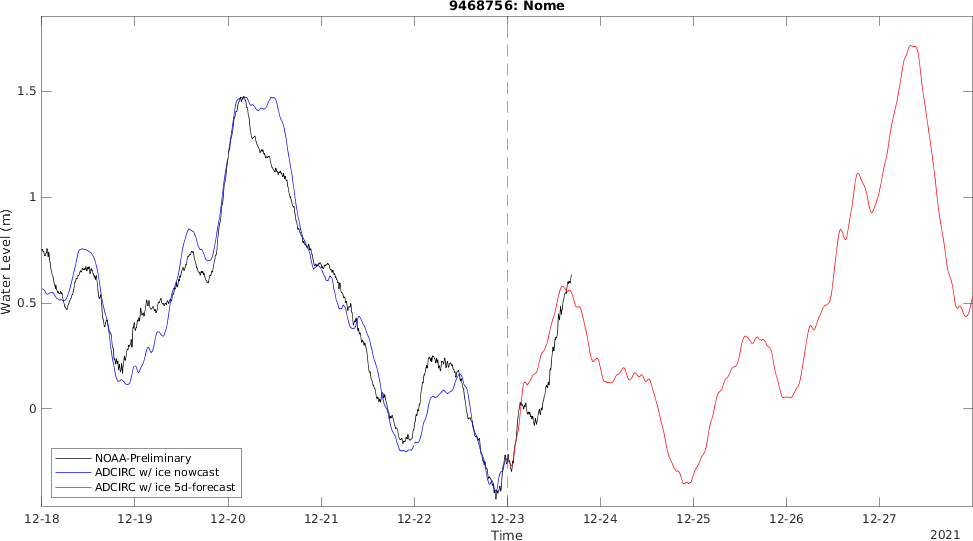 9468756: Nome
Water Level (m)
1.5
1
0.5
0
NOAA-Preliminary
ADCIRC w/ ice nowcast
ADCIRC w/ ice 5d-forecast
12-18 12-19 12-20 12-21 12-22 12-23 12-24 12-25 12-26 12-27
Time
2021